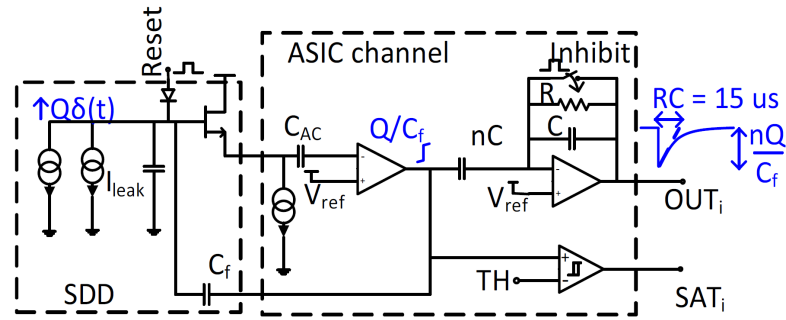 Reset
ASIC channel
Inhibit
↑Qδ(t)
R
RC = 15 us
C_AC
Q/C_f
nC
C
nQ
C_f
I_leak
V_ref
V_ref
OUT_i
C_f
TH
SAT_i
SDD
-
+
-
+
+
-